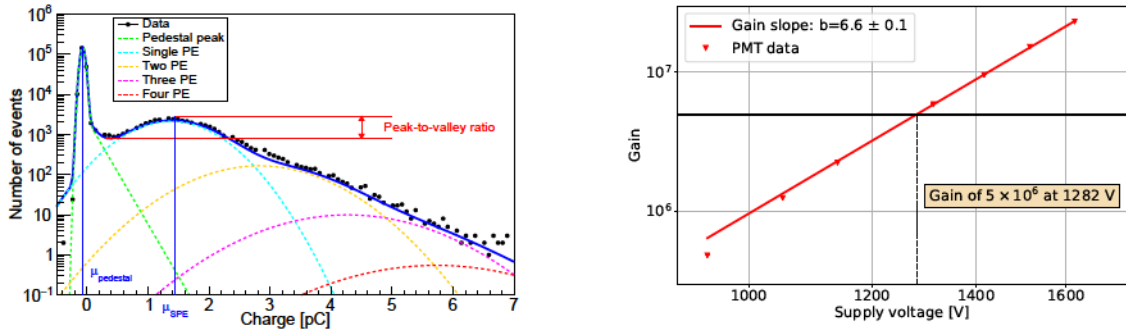 Data
Pedestal peak
Single PE
Two PE
Three PE
Four PE
Peak-to-valley ratio
μpedestal
μSPE
Number of events
10⁶
10⁵
10⁴
10³
10²
10
1
10⁻¹
0 1 2 3 4 5 6 7
Charge [pC]
Gain slope: b=6.6 ± 0.1
PMT data
Gain
10⁷
10⁶
Gain of 5 × 10⁶ at 1282 V
1000 1200 1400 1600
Supply voltage [V]